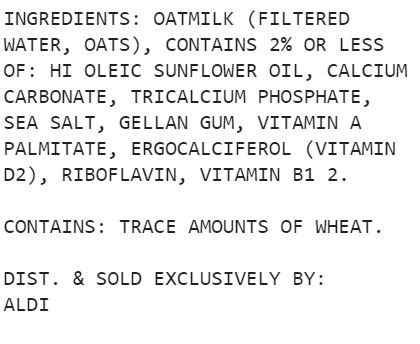 INGREDIENTS: OATMILK (FILTERED
WATER, OATS), CONTAINS 2% OR LESS
OF: HI OLEIC SUNFLOWER OIL, CALCIUM
CARBONATE, TRICALCIUM PHOSPHATE,
SEA SALT, GELLAN GUM, VITAMIN A
PALMITATE, ERGOCALCIFEROL (VITAMIN
D2), RIBOFLAVIN, VITAMIN B1 2.
CONTAINS: TRACE AMOUNTS OF WHEAT.
DIST. & SOLD EXCLUSIVELY BY:
ALDI